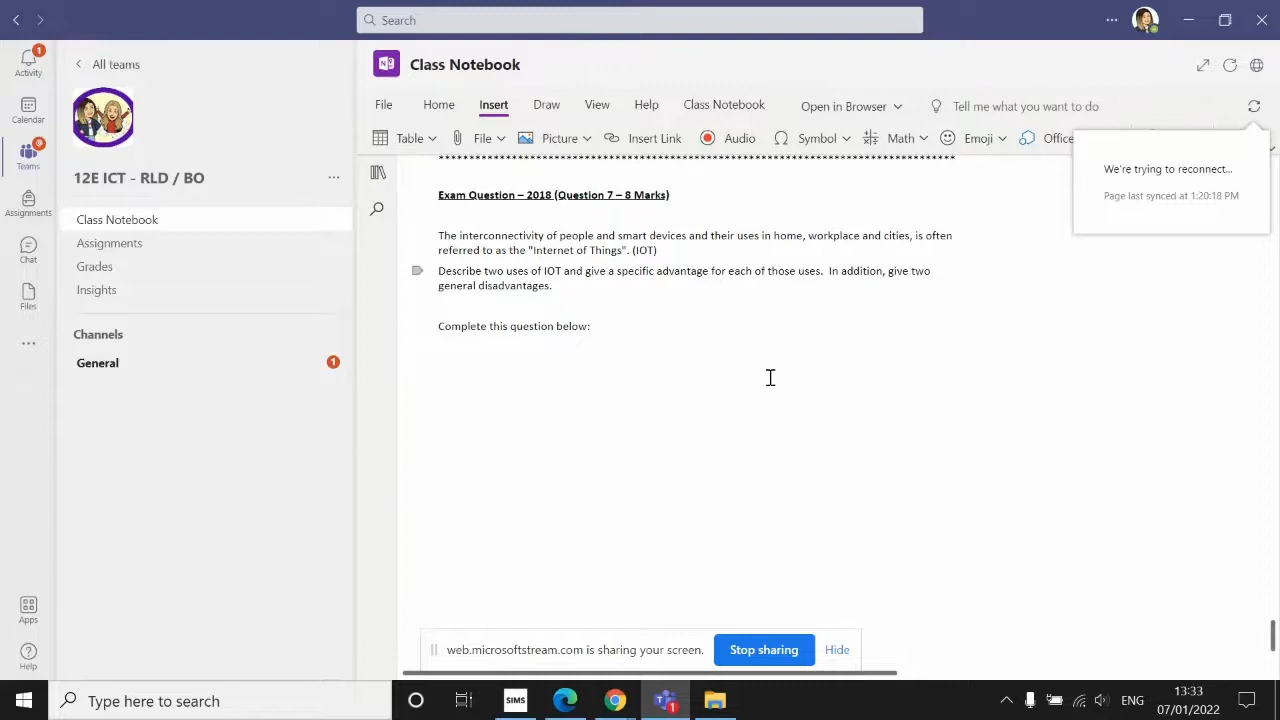 Search
Activity
1
Calendar
Teams
Assignments
Chat
Files
Apps
Help
All teams
12E ICT - RLD / BO
Class Notebook
Assignments
Grades
Insights
Channels
General
1
Class Notebook
File Home Insert Draw View Help Class Notebook Open in Browser Tell me what you want to do
Table File Picture Insert Link Audio Symbol Math Emoji Office
We're trying to reconnect...
Page last synced at 1:20:18 PM
Exam Question – 2018 (Question 7 – 8 Marks)
The interconnectivity of people and smart devices and their uses in home, workplace and cities, is often
referred to as the "Internet of Things". (IOT)
Describe two uses of IOT and give a specific advantage for each of those uses. In addition, give two
general disadvantages.
Complete this question below:
web.microsoftstream.com is sharing your screen. Stop sharing Hide
Type here to search
SIMS
1
ENG
13:33
07/01/2022